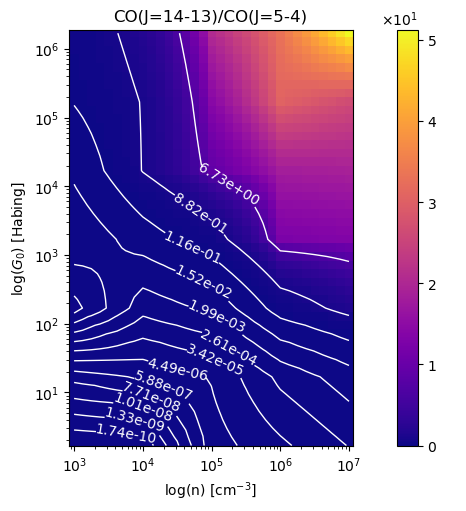 CO(J=14-13)/CO(J=5-4)
×10¹
10⁶
10⁵
10⁴
10³
10²
10¹
log(G₀) [Habing]
6.73e+00
8.82e-01
1.16e-01
1.52e-02
1.99e-03
2.61e-04
3.42e-05
4.49e-06
5.88e-07
7.71e-08
1.01e-08
1.33e-09
1.74e-10
10³ 10⁴ 10⁵ 10⁶ 10⁷
log(n) [cm⁻³]
5
4
3
2
1
0